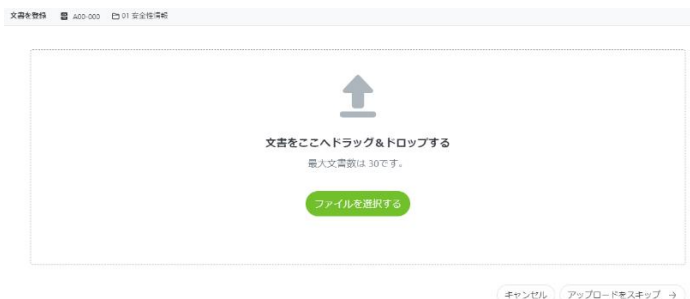 文書を登録 A00-000 01 安全性情報
文書をここへドラッグ&ドロップする
最大文書数は 30です。
ファイルを選択する
キャンセル アップロードをスキップ →